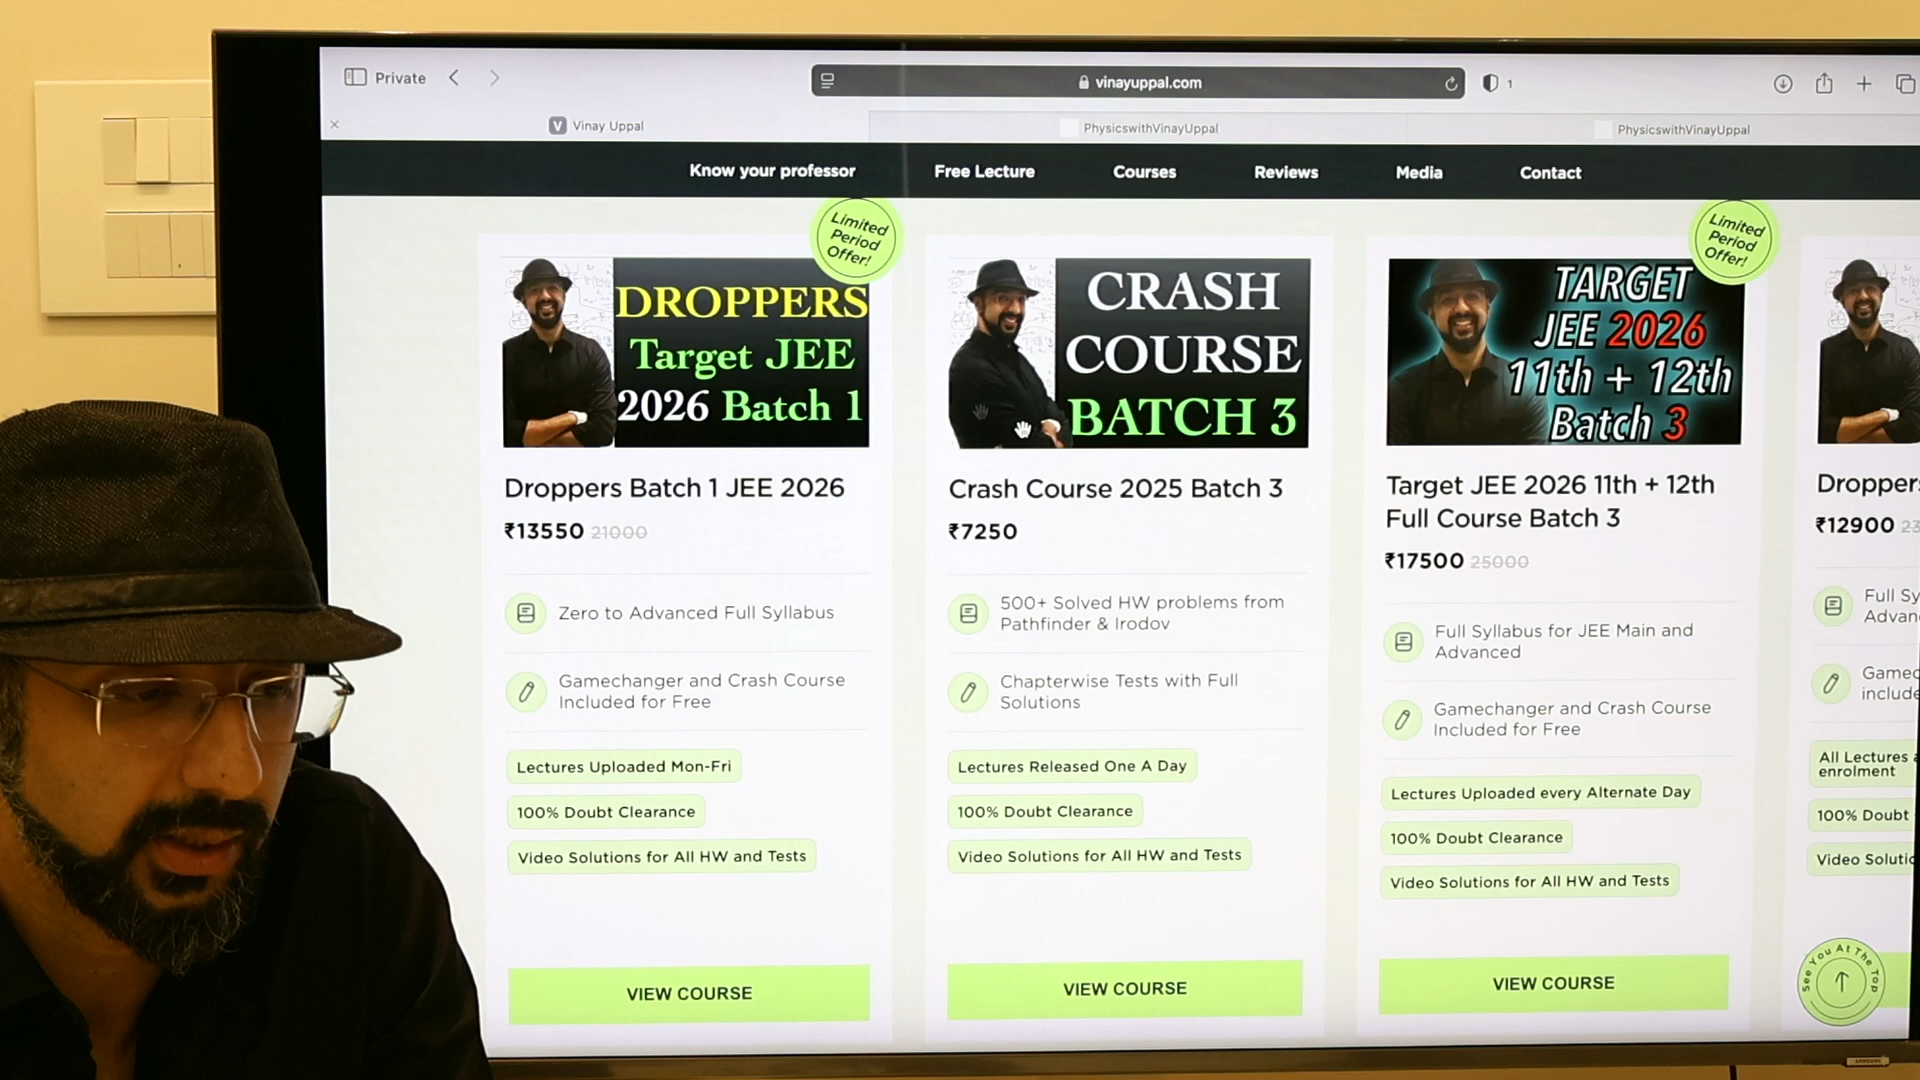 Private
vinayuppal.com
1
V Vinay Uppal
PhysicswithVinayUppal
PhysicswithVinayUppal
Know your professor
Free Lecture
Courses
Reviews
Media
Contact
Limited
Period
Offer!
DROPPERS
Target JEE
2026 Batch 1
Droppers Batch 1 JEE 2026
₹13550 21000
Zero to Advanced Full Syllabus
Gamechanger and Crash Course
Included for Free
Lectures Uploaded Mon-Fri
100% Doubt Clearance
Video Solutions for All HW and Tests
VIEW COURSE
CRASH
COURSE
BATCH 3
Crash Course 2025 Batch 3
₹7250
500+ Solved HW problems from
Pathfinder & Irodov
Chapterwise Tests with Full
Solutions
Lectures Released One A Day
100% Doubt Clearance
Video Solutions for All HW and Tests
VIEW COURSE
Limited
Period
Offer!
TARGET
JEE 2026
11th + 12th
Batch 3
Target JEE 2026 11th + 12th
Full Course Batch 3
₹17500 25000
Full Syllabus for JEE Main and
Advanced
Gamechanger and Crash Course
Included for Free
Lectures Uploaded every Alternate Day
100% Doubt Clearance
Video Solutions for All HW and Tests
VIEW COURSE
Droppers
₹12900 23
Full Sy
Advan
Gamec
include
All Lectures a
enrolment
100% Doubt
Video Solutio
See You At The Top
SAMSUNG